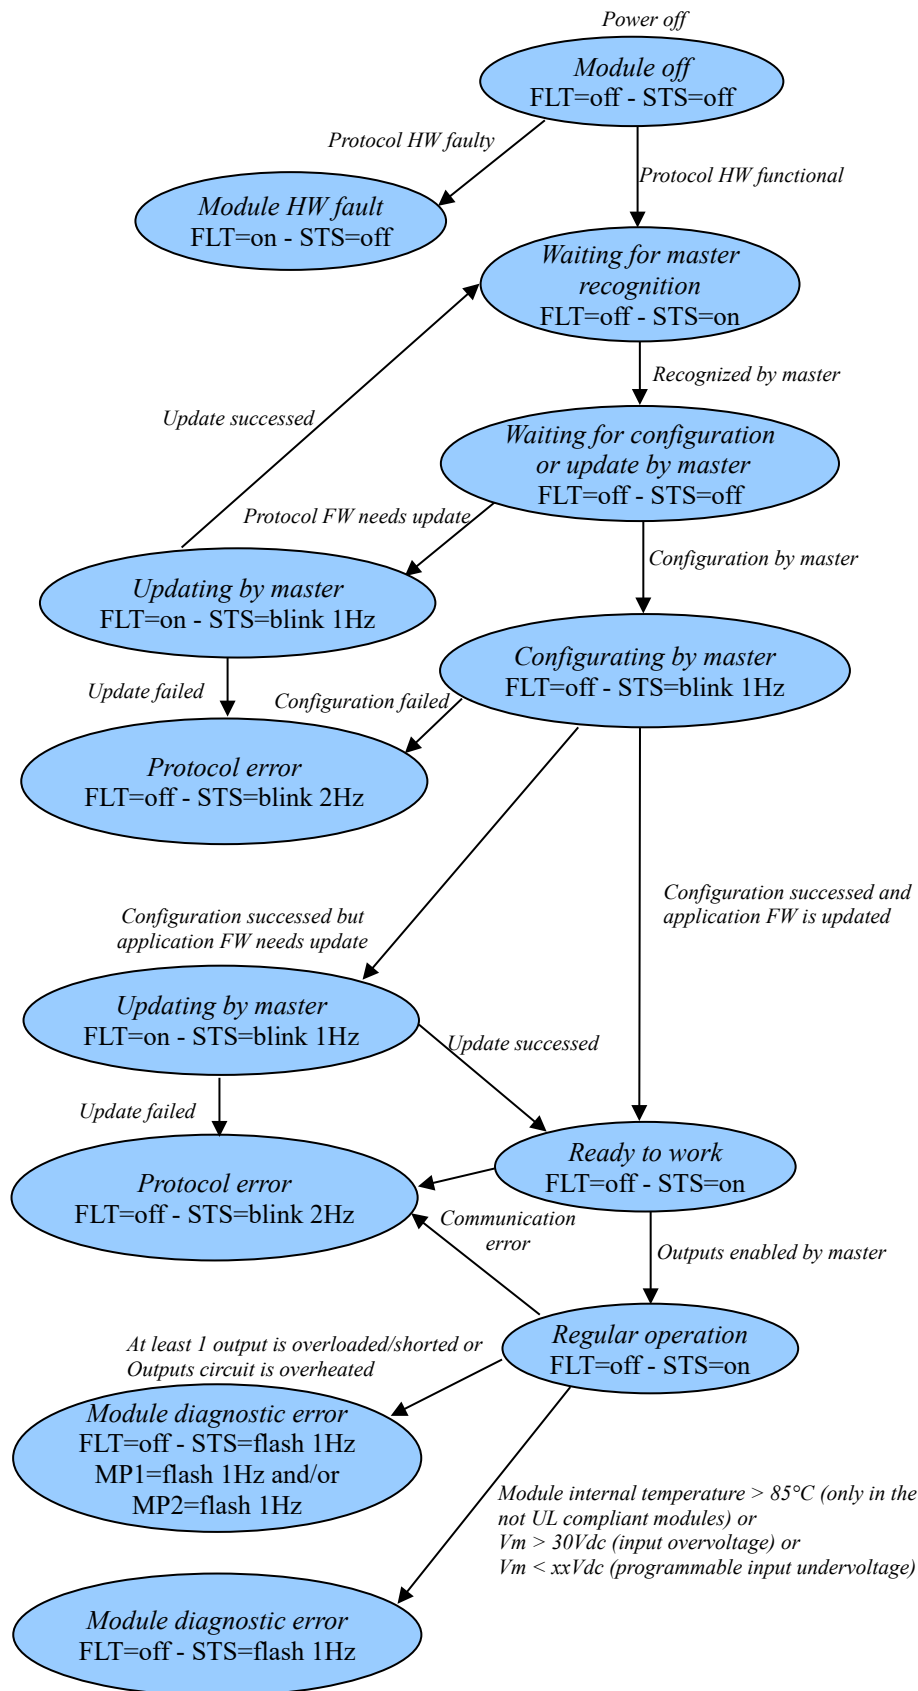 Power off
Module off
FLT=off - STS=off
Protocol HW faulty
Protocol HW functional
Module HW fault
FLT=on - STS=off
Waiting for master
recognition
FLT=off - STS=on
Recognized by master
Update successed
Waiting for configuration
or update by master
FLT=off - STS=off
Protocol FW needs update
Configuration by master
Updating by master
FLT=on - STS=blink 1Hz
Configurating by master
FLT=off - STS=blink 1Hz
Update failed
Configuration failed
Protocol error
FLT=off - STS=blink 2Hz
Configuration successed and
application FW is updated
Configuration successed but
application FW needs update
Updating by master
FLT=on - STS=blink 1Hz
Update successed
Update failed
Ready to work
FLT=off - STS=on
Protocol error
FLT=off - STS=blink 2Hz
Communication
error
Outputs enabled by master
Regular operation
FLT=off - STS=on
At least 1 output is overloaded/shorted or
Outputs circuit is overheated
Module diagnostic error
FLT=off - STS=flash 1Hz
MP1=flash 1Hz and/or
MP2=flash 1Hz
Module internal temperature > 85°C (only in the
not UL compliant modules) or
Vm > 30Vdc (input overvoltage) or
Vm < xxVdc (programmable input undervoltage)
Module diagnostic error
FLT=off - STS=flash 1Hz